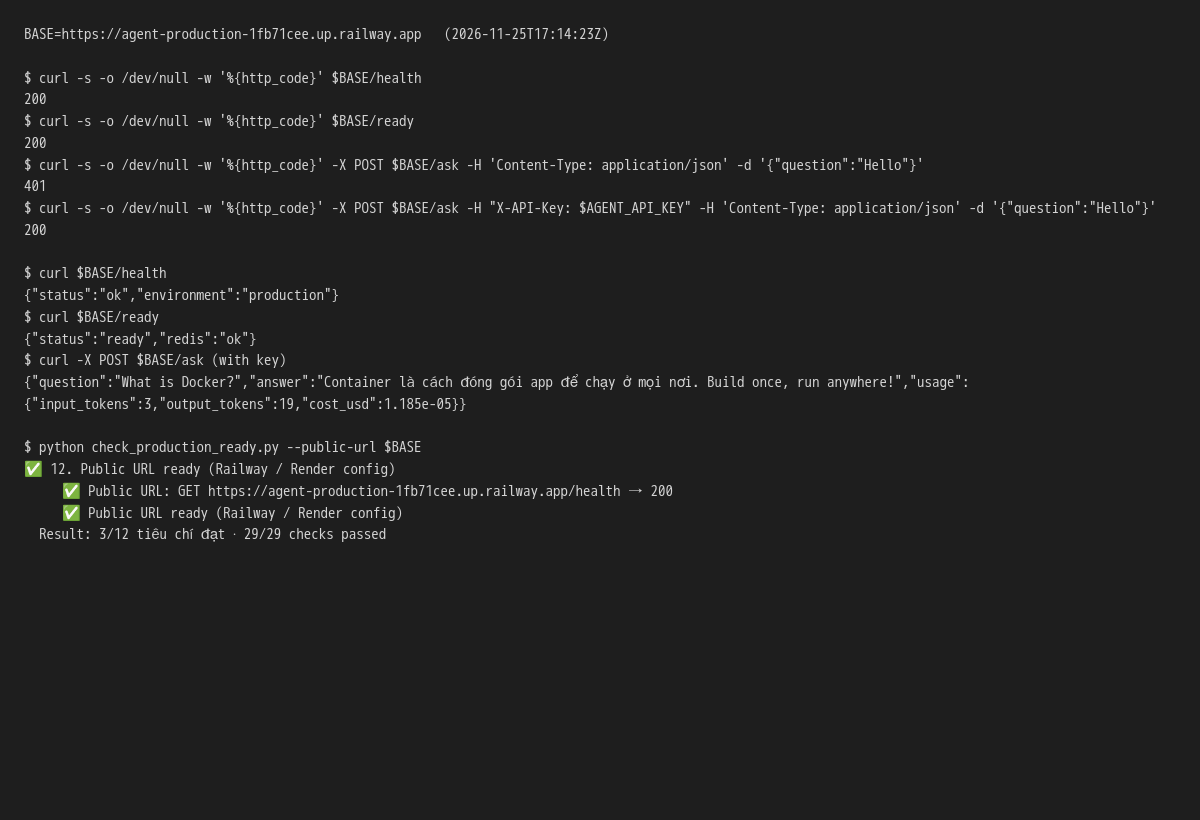 BASE=https://agent-production-1fb71cee.up.railway.app (2026-11-25T17:14:23Z)
$ curl -s -o /dev/null -w '%{http_code}' $BASE/health
200
$ curl -s -o /dev/null -w '%{http_code}' $BASE/ready
200
$ curl -s -o /dev/null -w '%{http_code}' -X POST $BASE/ask -H 'Content-Type: application/json' -d '{"question":"Hello"}'
401
$ curl -s -o /dev/null -w '%{http_code}' -X POST $BASE/ask -H "X-API-Key: $AGENT_API_KEY" -H 'Content-Type: application/json' -d '{"question":"Hello"}'
200
$ curl $BASE/health
{"status":"ok","environment":"production"}
$ curl $BASE/ready
{"status":"ready","redis":"ok"}
$ curl -X POST $BASE/ask (with key)
{"question":"What is Docker?","answer":"Container là cách đóng gói app để chạy ở mọi nơi. Build once, run anywhere!","usage":
{"input_tokens":3,"output_tokens":19,"cost_usd":1.185e-05}}
$ python check_production_ready.py --public-url $BASE
✅ 12. Public URL ready (Railway / Render config)
✅ Public URL: GET https://agent-production-1fb71cee.up.railway.app/health → 200
✅ Public URL ready (Railway / Render config)
Result: 3/12 tiêu chí đạt · 29/29 checks passed